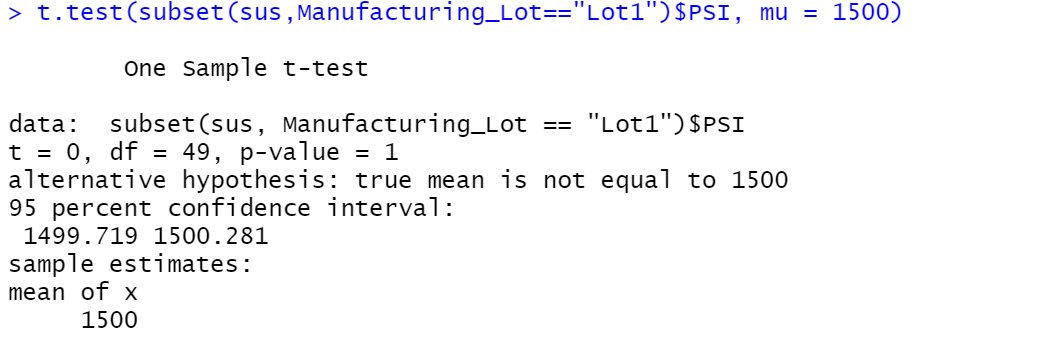 > t.test(subset(sus,Manufacturing_Lot=="Lot1")$PSI, mu = 1500)
One Sample t-test
data:  subset(sus, Manufacturing_Lot == "Lot1")$PSI
t = 0, df = 49, p-value = 1
alternative hypothesis: true mean is not equal to 1500
95 percent confidence interval:
1499.719 1500.281
sample estimates:
mean of x
1500